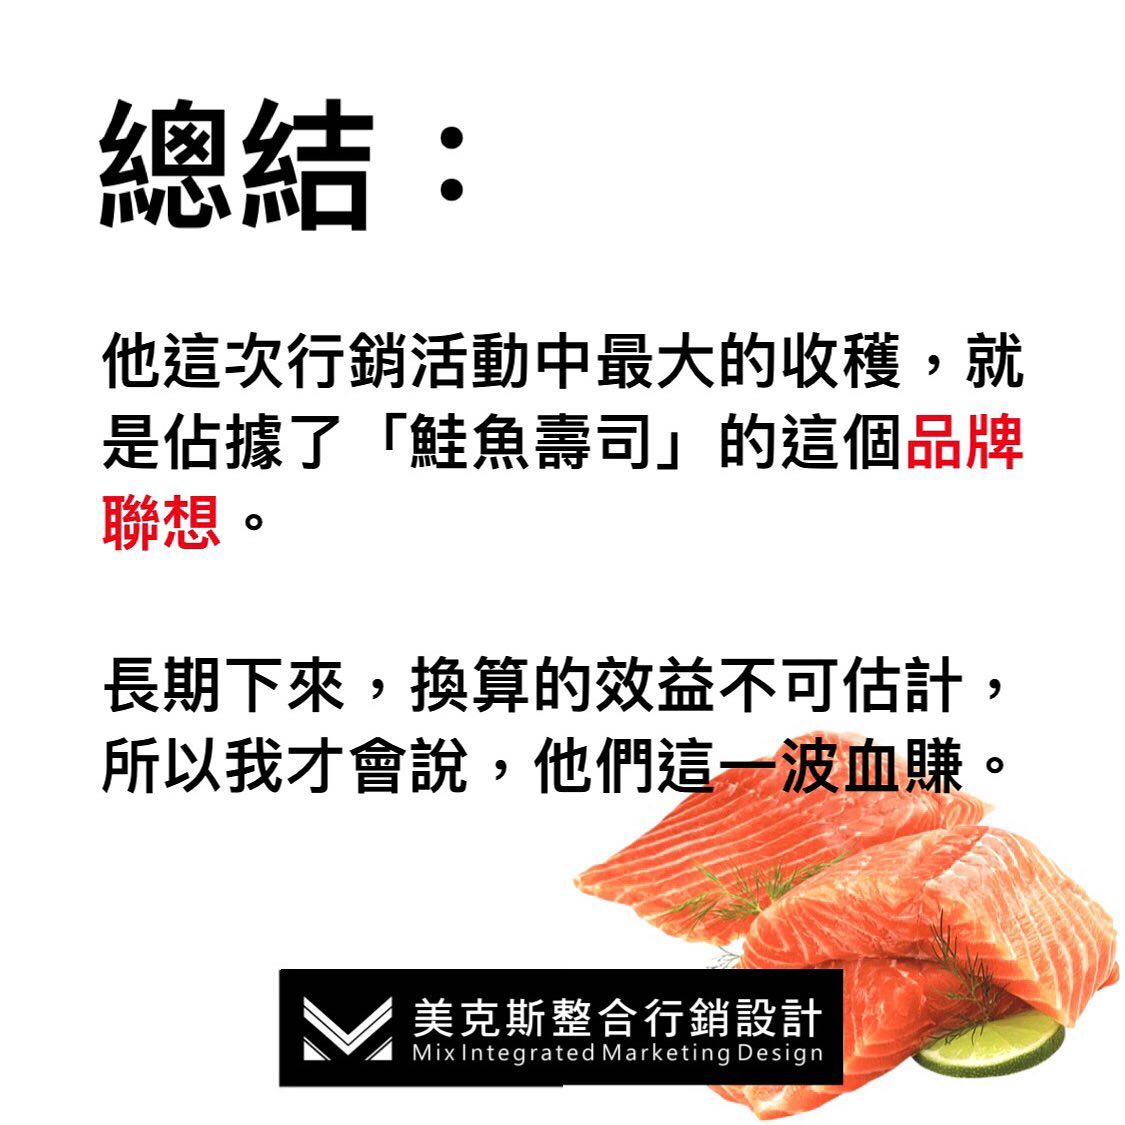 總結：
他這次行銷活動中最大的收穫，就
是佔據了「鮭魚壽司」的這個品牌
聯想。
長期下來，換算的效益不可估計，
所以我才會說，他們這一波血賺。
美克斯整合行銷設計
Mix Integrated Marketing Design